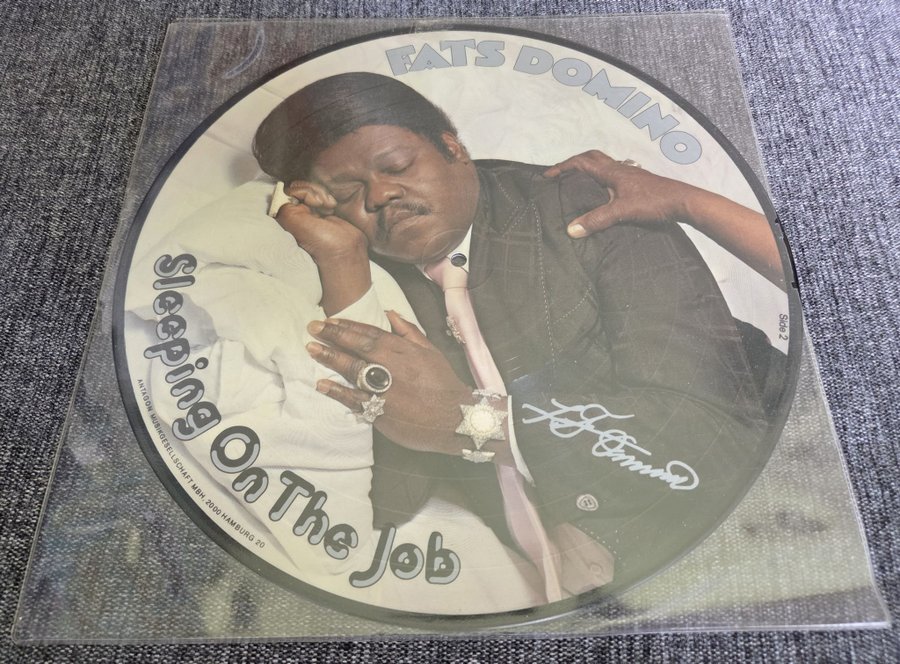 FATS DOMINO
Side 2
Sleeping On The Job
ANTAGON MUSIKGESELLSCHAFT MBH, 2000 HAMBURG 20